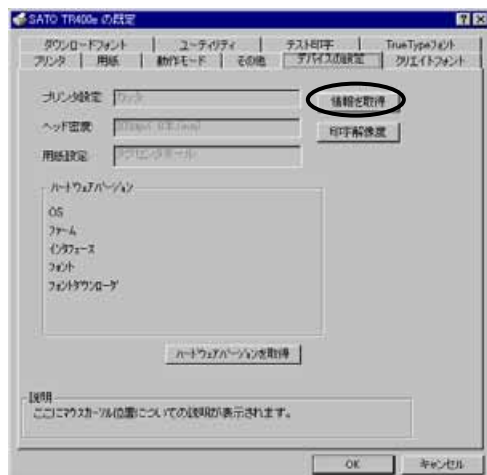 SATO TR400e の設定
ダウンロードフォント ユーティリティ テスト印字 TrueTypeフォント
プリンタ 用紙 動作モード その他 デバイスの設定 クリエイトフォント
プリンタ設定 情報を取得
ヘッド密度 印字解像度
用紙設定
ハードウェアバージョン
OS
ファーム
インタフェース
フォント
フォントダウンローダ
ハードウェアバージョンを取得
説明
ここにマウスカーソル位置についての説明が表示されます。
OK キャンセル